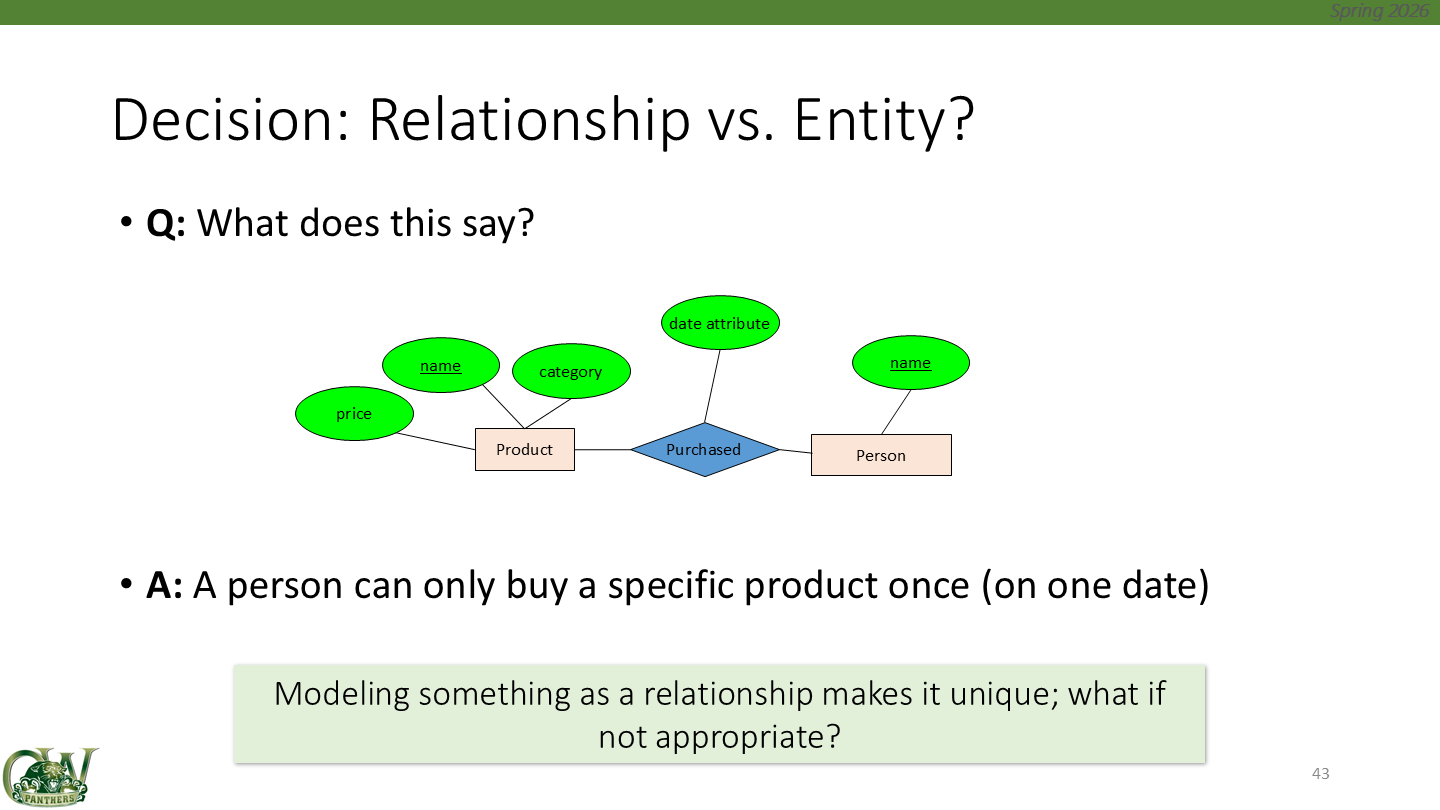 Spring 2026
Decision: Relationship vs. Entity?
• Q: What does this say?
date attribute
name
category
name
price
Product
Purchased
Person
• A: A person can only buy a specific product once (on one date)
Modeling something as a relationship makes it unique; what if
not appropriate?
43
OW
PANTHERS